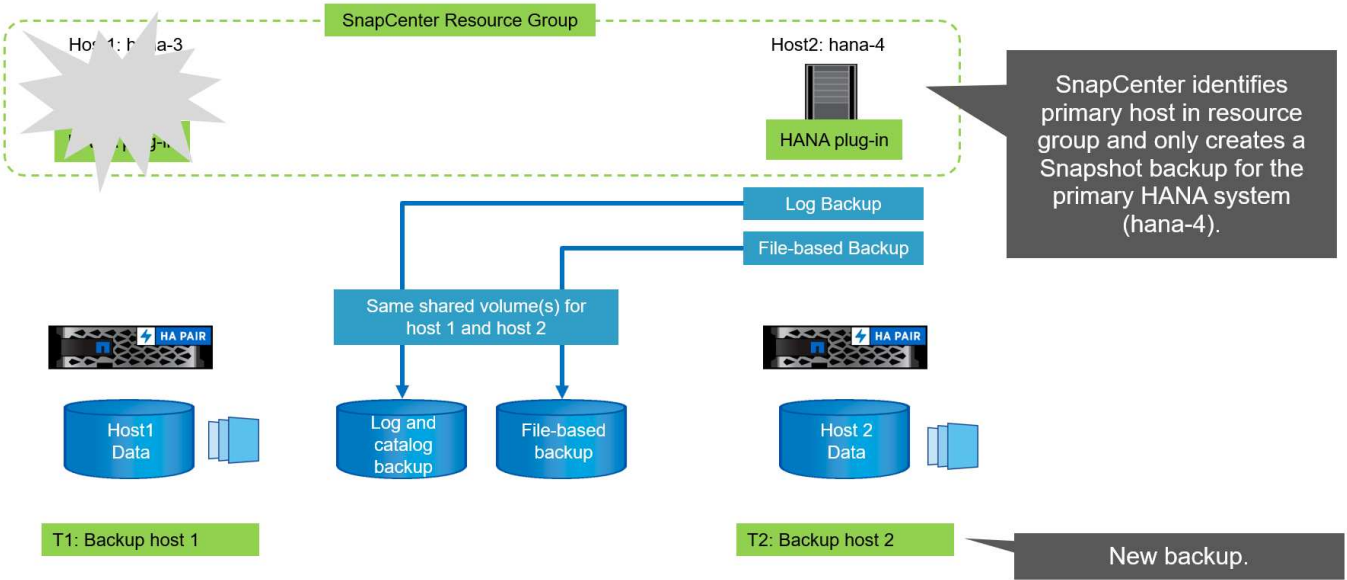 SnapCenter Resource Group
Host1: hana-3
Host2: hana-4
HANA plug-in
SnapCenter identifies
primary host in resource
group and only creates a
Snapshot backup for the
primary HANA system
(hana-4).
Log Backup
File-based Backup
Same shared volume(s) for
host 1 and host 2
HA PAIR
HA PAIR
Host1
Data
Log and
catalog
backup
File-based
backup
Host 2
Data
T1: Backup host 1
T2: Backup host 2
New backup.